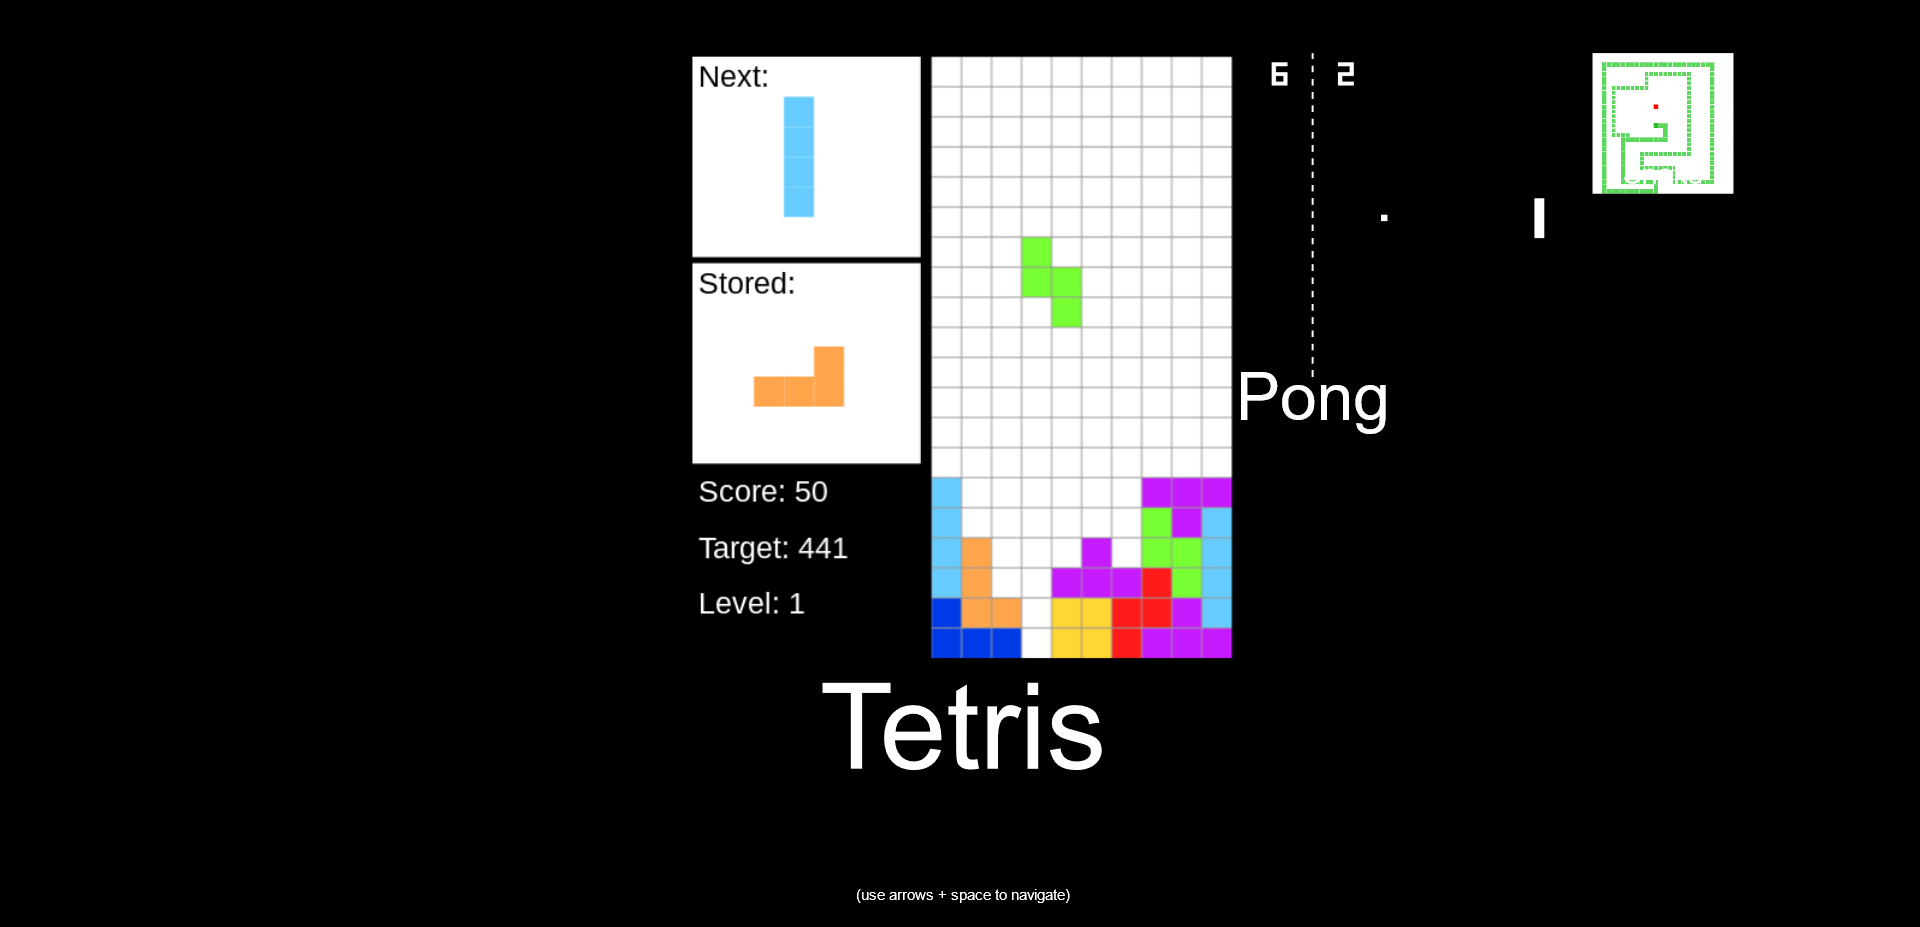 Next:
Stored:
Score: 50
Target: 441
Level: 1
Tetris
6 2
Pong
(use arrows + space to navigate)